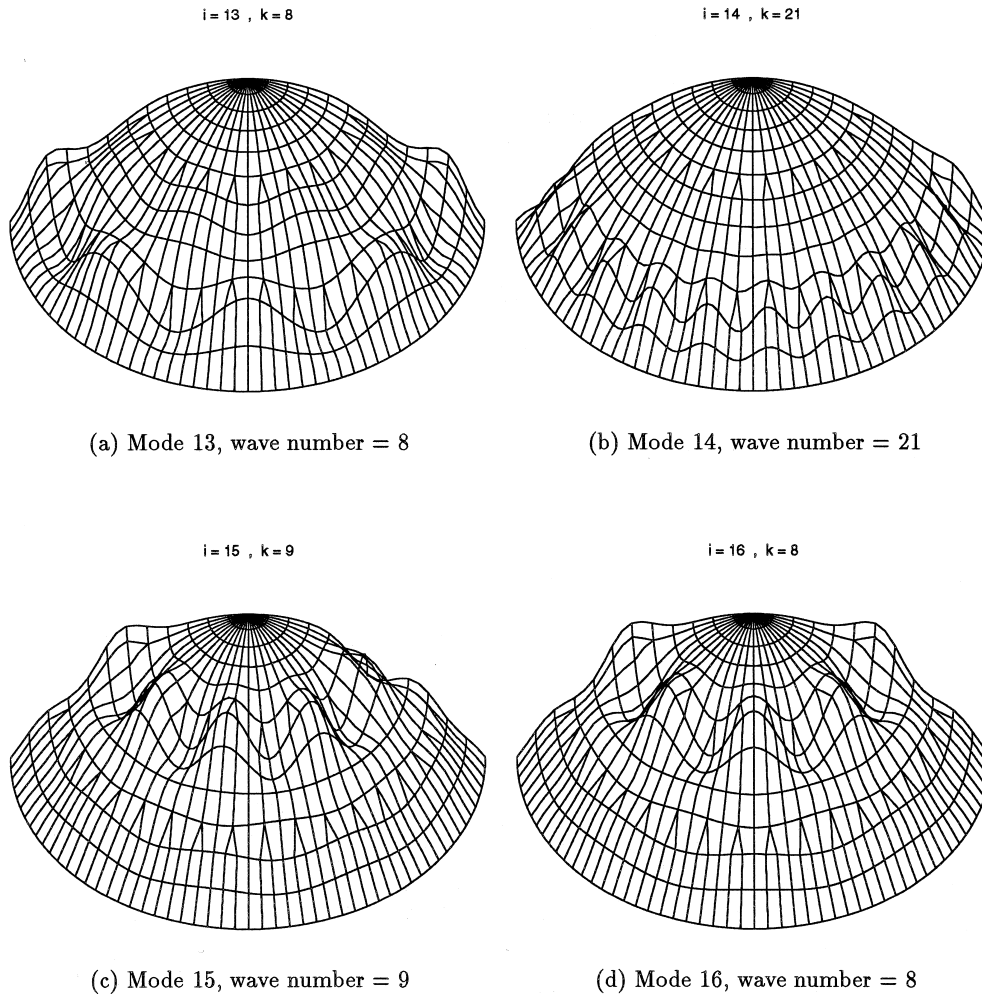 i = 13 , k = 8
i = 14 , k = 21
(a) Mode 13, wave number = 8
(b) Mode 14, wave number = 21
i = 15 , k = 9
i = 16 , k = 8
(c) Mode 15, wave number = 9
(d) Mode 16, wave number = 8